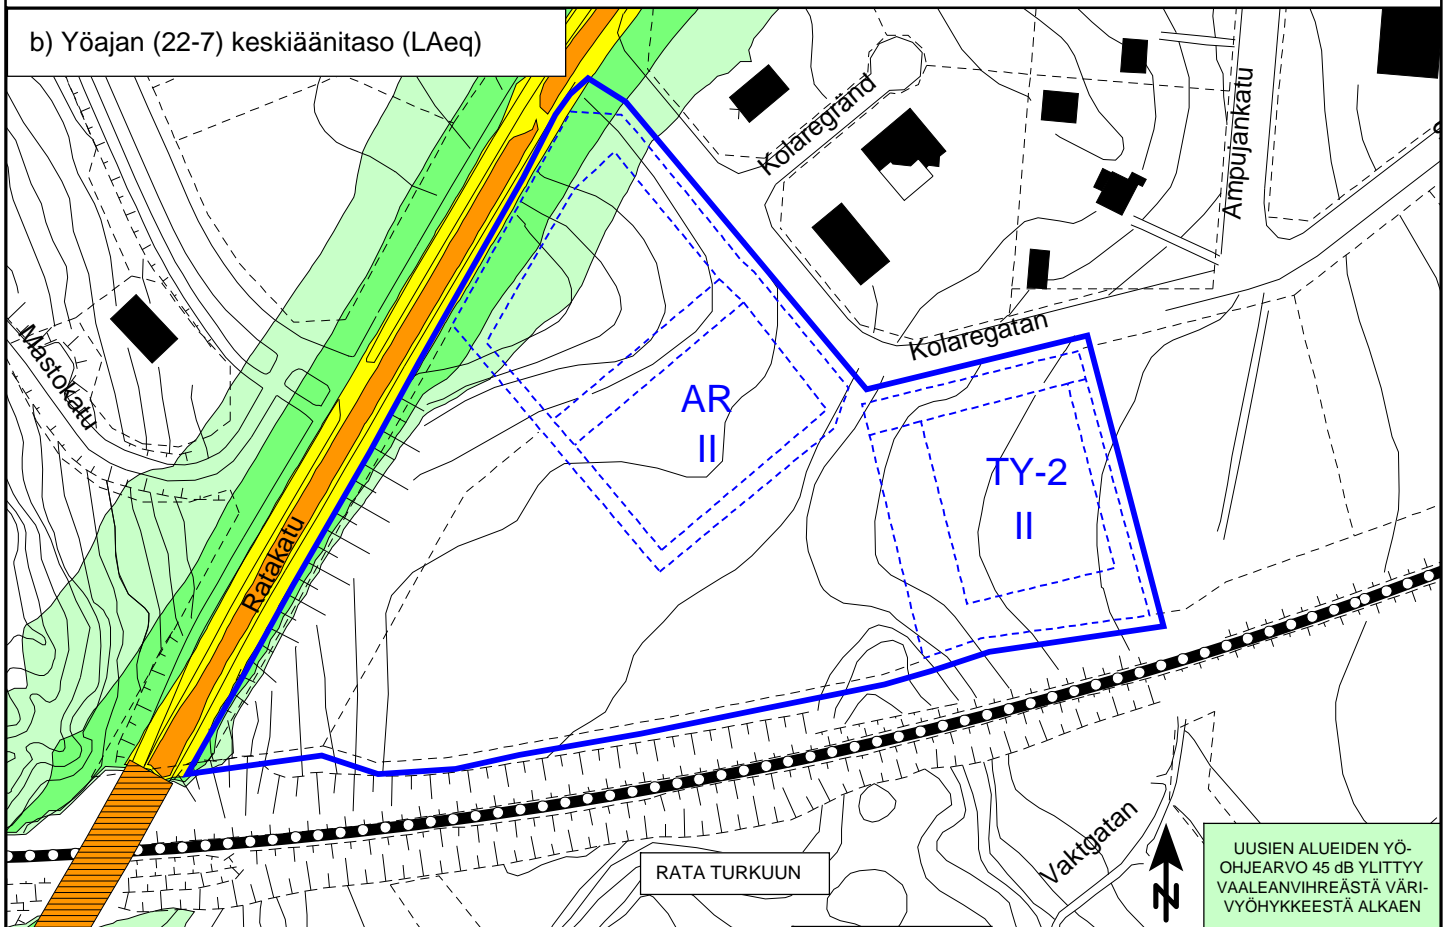 b) Yöajan (22-7) keskiäänitaso (LAeq)
Kolaregränd
Ampujankatu
Kolaregatan
Mastokatu
AR
II
TY-2
II
Ratakatu
RATA TURKUUN
Vaktgatan
N
UUSIEN ALUEIDEN YÖ-
OHJEARVO 45 dB YLITTYY
VAALEANVIHREÄSTÄ VÄRI-
VYÖHYKKEESTÄ ALKAEN